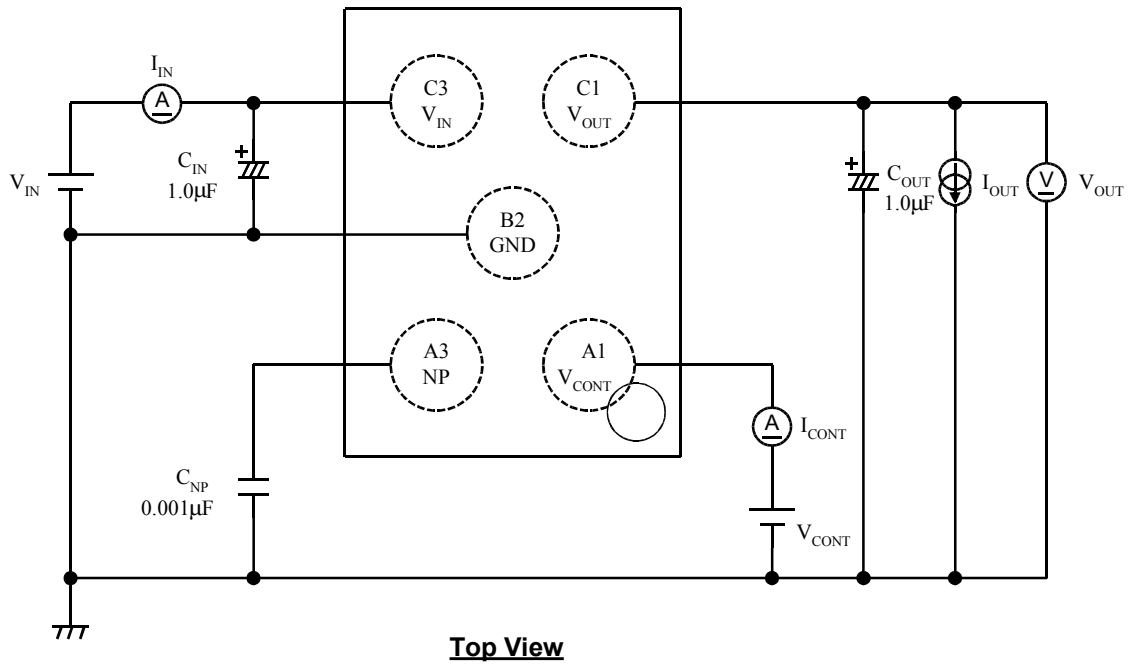 I_IN
A
C3
V_IN
C1
V_OUT
V_IN
+
C_IN
1.0µF
+
C_OUT
1.0µF
I_OUT
V
V_OUT
B2
GND
A3
NP
A1
V_CONT
A
I_CONT
C_NP
0.001µF
V_CONT
Top View